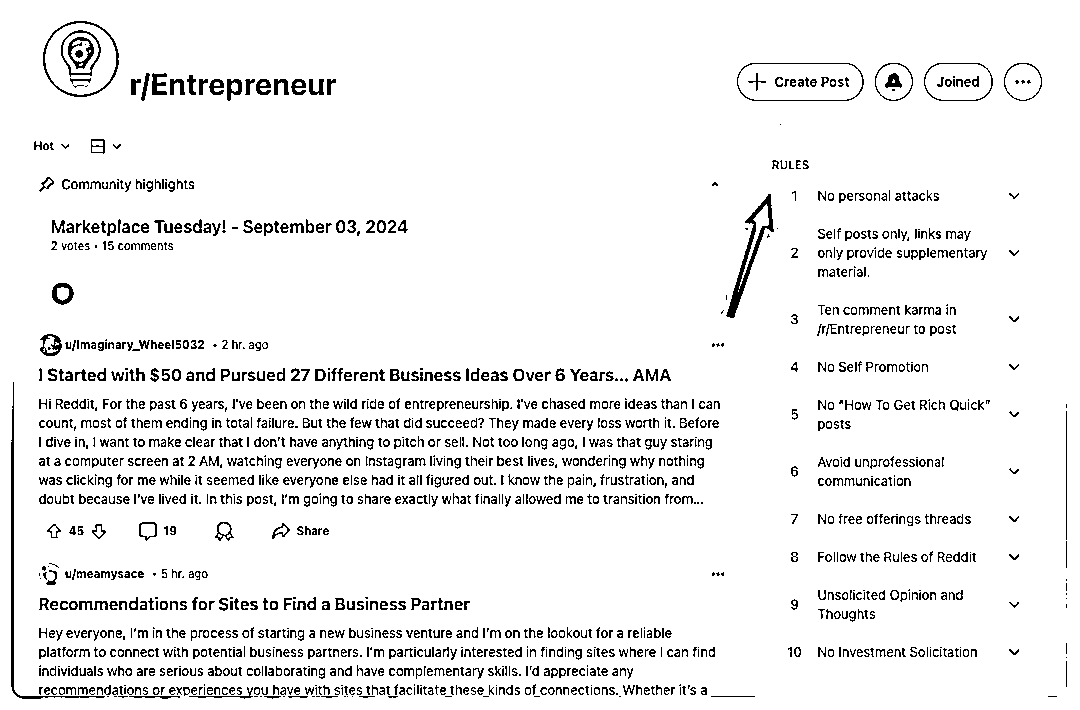 r/Entrepreneur
Create Post
Joined
Hot
Community highlights
Marketplace Tuesday! - September 03, 2024
2 votes • 15 comments
u/Imaginary_Wheel5032 • 2 hr. ago
I Started with $50 and Pursued 27 Different Business Ideas Over 6 Years... AMA
Hi Reddit, For the past 6 years, I've been on the wild ride of entrepreneurship. I've chased more ideas than I can
count, most of them ending in total failure. But the few that did succeed? They made every loss worth it. Before
I dive in, I want to make clear that I don't have anything to pitch or sell. Not too long ago, I was that guy staring
at a computer screen at 2 AM, watching everyone on Instagram living their best lives, wondering why nothing
was clicking for me while it seemed like everyone else had it all figured out. I know the pain, frustration, and
doubt because I've lived it. In this post, I'm going to share exactly what finally allowed me to transition from...
45
19
Share
u/meamysace • 5 hr. ago
Recommendations for Sites to Find a Business Partner
Hey everyone, I'm in the process of starting a new business venture and I'm on the lookout for a reliable
platform to connect with potential business partners. I'm particularly interested in finding sites where I can find
individuals who are serious about collaborating and have complementary skills. I'd appreciate any
recommendations or experiences you have with sites that facilitate these kinds of connections. Whether it's a
RULES
1 No personal attacks
Self posts only, links may
2 only provide supplementary
material.
Ten comment karma in
3 /r/Entrepreneur to post
4 No Self Promotion
5 No "How To Get Rich Quick"
posts
6 Avoid unprofessional
communication
7 No free offerings threads
8 Follow the Rules of Reddit
9 Unsolicited Opinion and
Thoughts
10 No Investment Solicitation